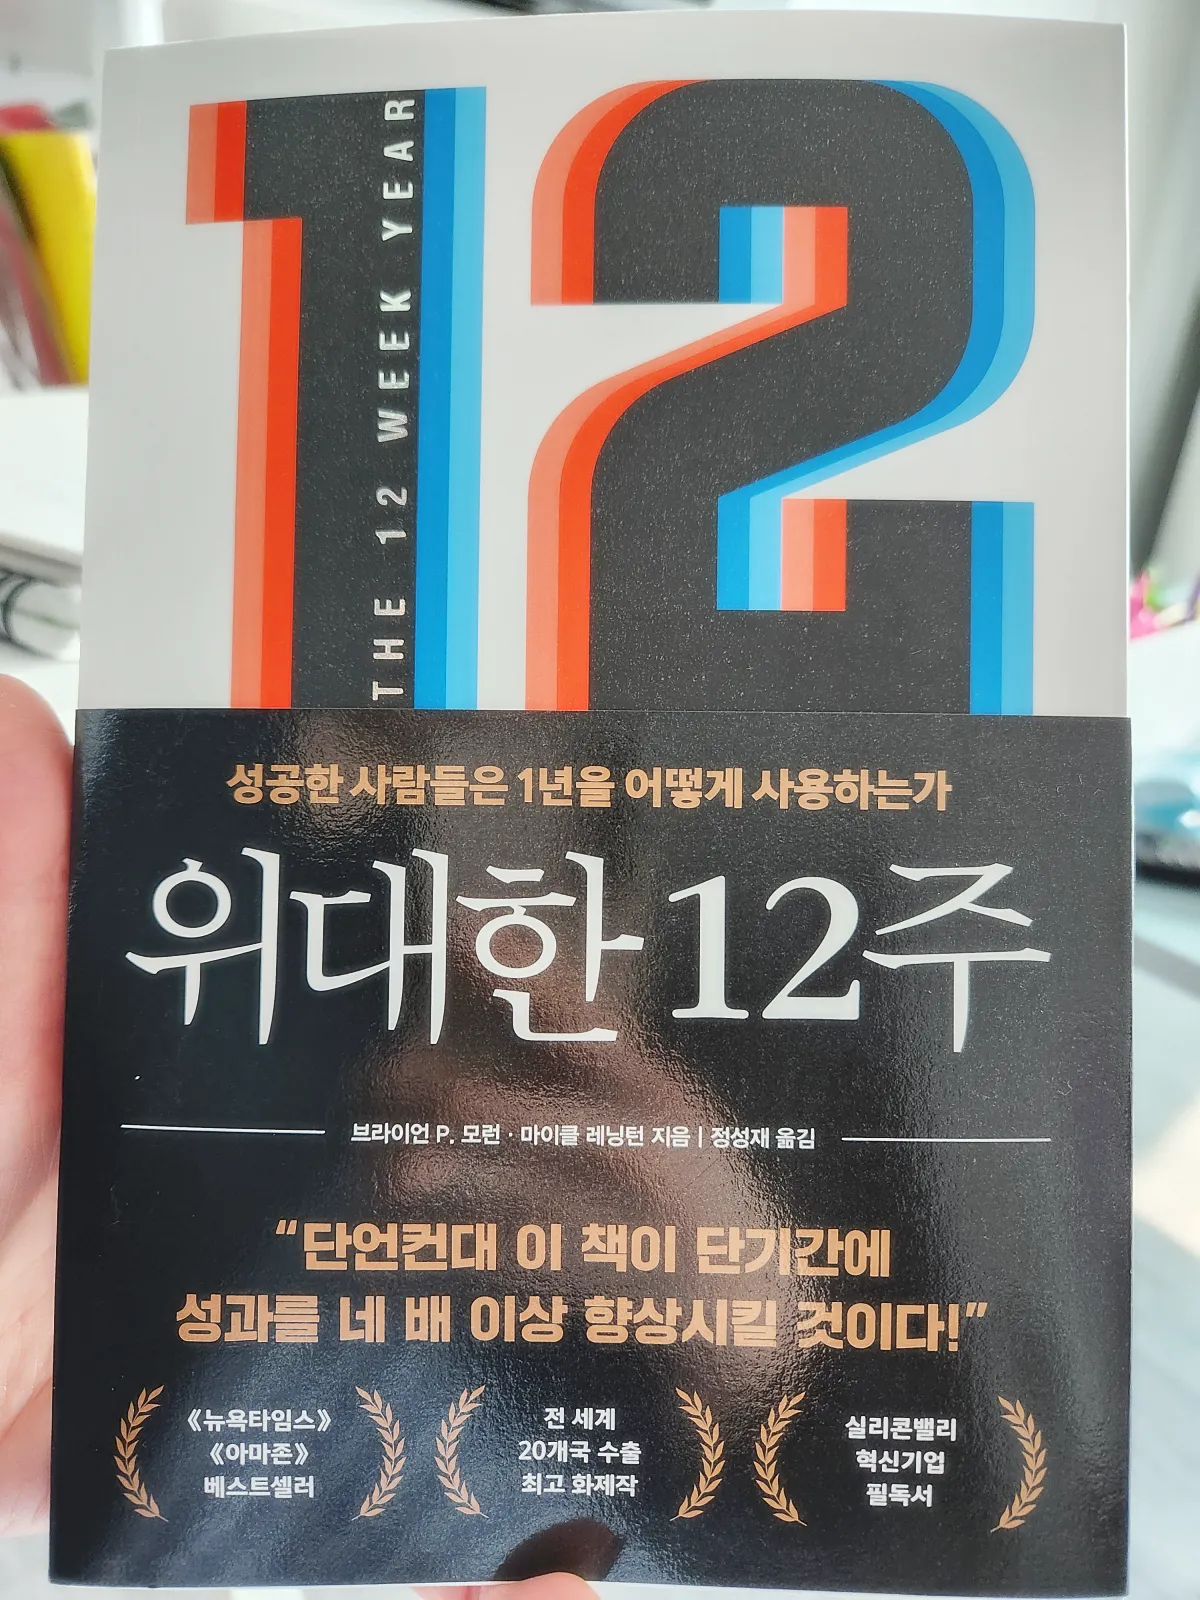 12
THE 12 WEEK YEAR
성공한 사람들은 1년을 어떻게 사용하는가
위대한 12주
브라이언 P. 모런 · 마이클 레닝턴 지음 | 정성재 옮김
“단언컨대 이 책이 단기간에
성과를 네 배 이상 향상시킬 것이다!”
《뉴욕타임스》
《아마존》
베스트셀러
전 세계
20개국 수출
최고 화제작
실리콘밸리
혁신기업
필독서